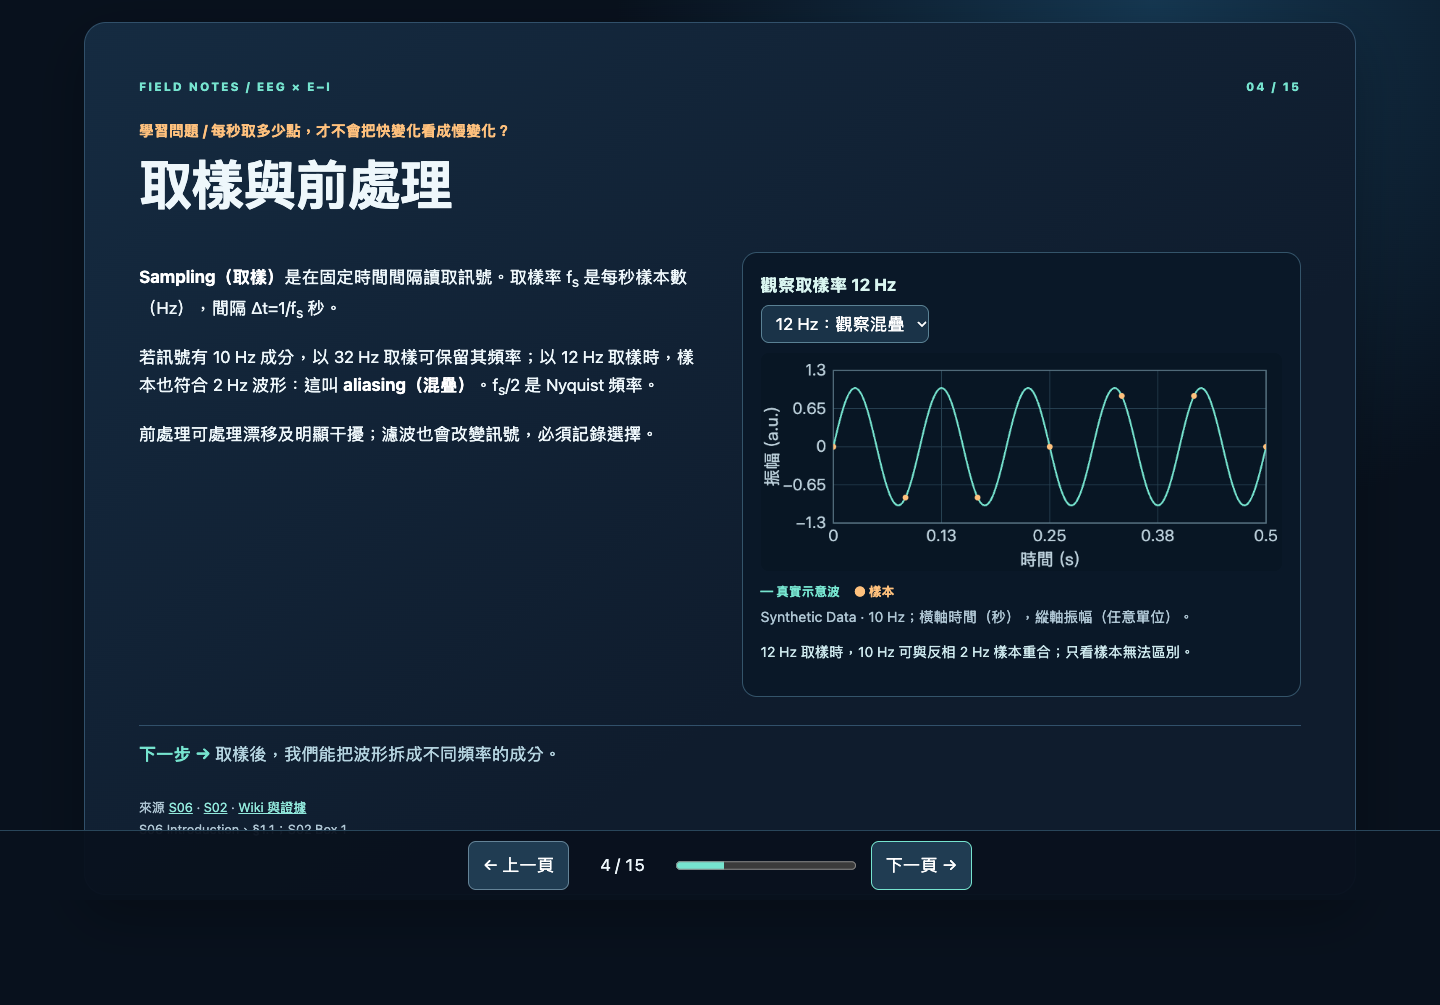 FIELD NOTES / EEG × E–I
04 / 15
學習問題 / 每秒取多少點，才不會把快變化看成慢變化？
取樣與前處理
Sampling（取樣）是在固定時間間隔讀取訊號。取樣率 fs 是每秒樣本數
（Hz），間隔 Δt=1/fs 秒。
若訊號有 10 Hz 成分，以 32 Hz 取樣可保留其頻率；以 12 Hz 取樣時，樣
本也符合 2 Hz 波形：這叫 aliasing（混疊）。fs/2 是 Nyquist 頻率。
前處理可處理漂移及明顯干擾；濾波也會改變訊號，必須記錄選擇。
觀察取樣率 12 Hz
12 Hz：觀察混疊
1.3
0.65
0
−0.65
−1.3
振幅 (a.u.)
0
0.13
0.25
0.38
0.5
時間 (s)
— 真實示意波 ● 樣本
Synthetic Data · 10 Hz；橫軸時間（秒），縱軸振幅（任意單位）。
12 Hz 取樣時，10 Hz 可與反相 2 Hz 樣本重合；只看樣本無法區別。
下一步 → 取樣後，我們能把波形拆成不同頻率的成分。
來源 S06 · S02 · Wiki 與證據
S06 Introduction、§1.1；S02 Box 1
← 上一頁
4 / 15
下一頁 →